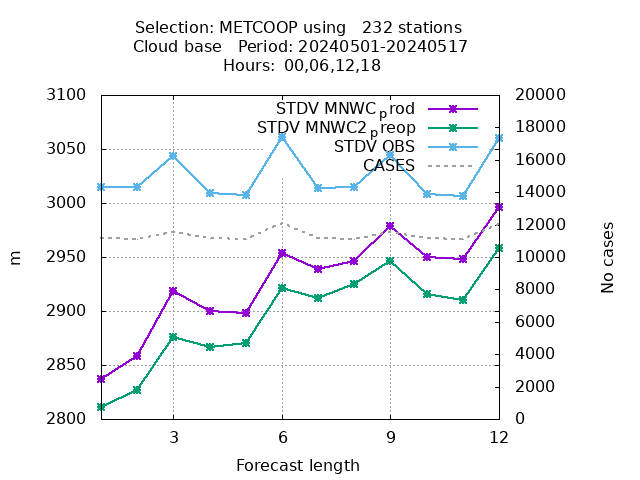 Selection: METCOOP using 232 stations
Cloud base Period: 20240501-20240517
Hours: 00,06,12,18
3100
3050
3000
2950
2900
2850
2800
m
20000
18000
16000
14000
12000
10000
8000
6000
4000
2000
0
No cases
STDV MNWC_prod
STDV MNWC2_preop
STDV OBS
CASES
3
6
9
12
Forecast length